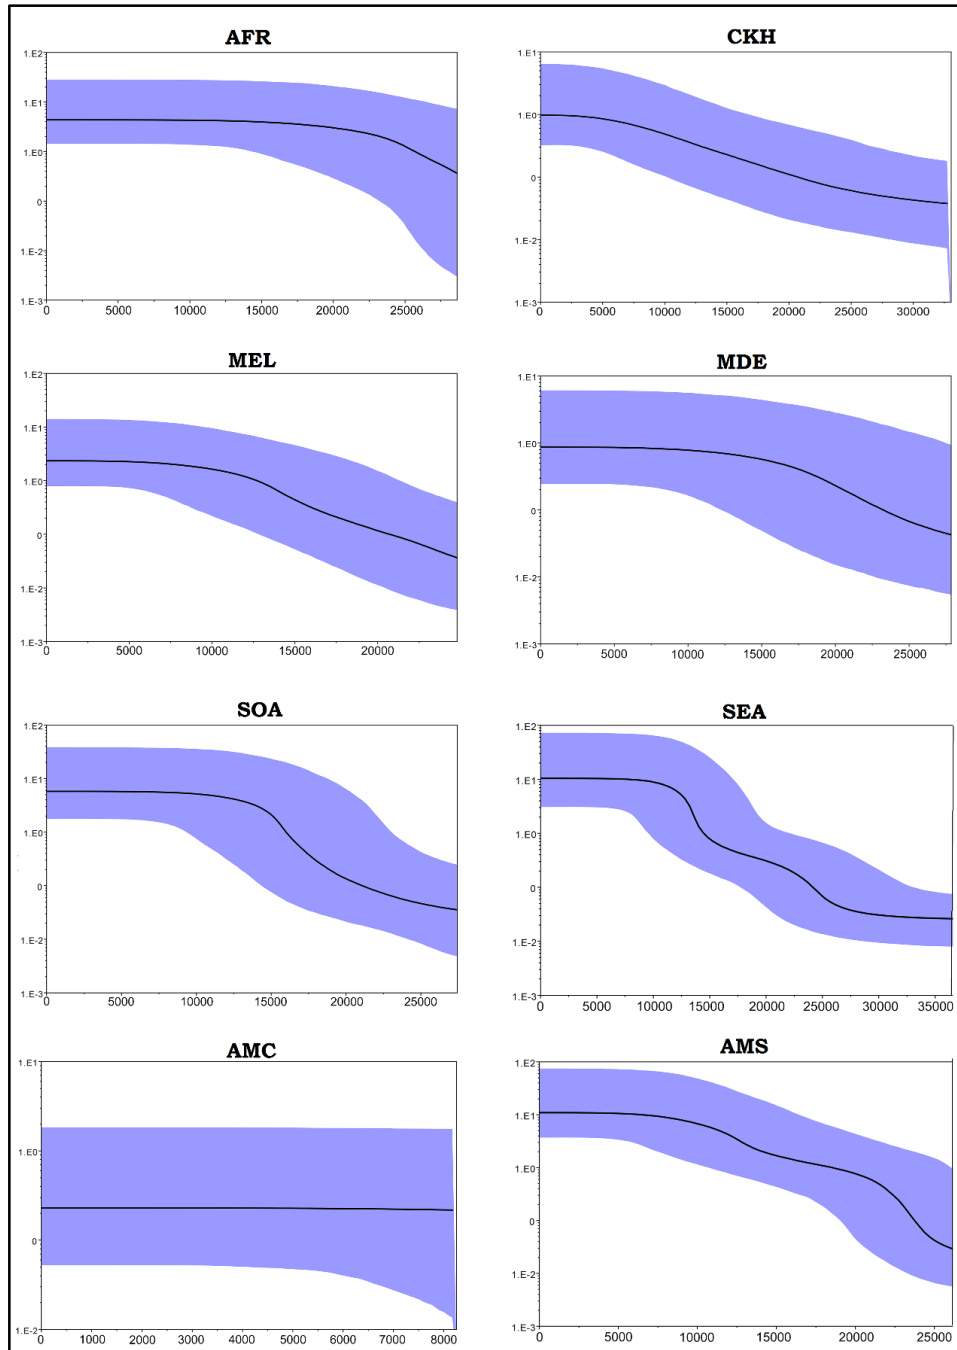 AFR
1.E2
1.E1
1.E0
0
1.E-2
1.E-3
0 5000 10000 15000 20000 25000
CKH
1.E1
1.E0
0
1.E-2
1.E-3
0 5000 10000 15000 20000 25000 30000
MEL
1.E2
1.E1
1.E0
0
1.E-2
1.E-3
0 5000 10000 15000 20000
MDE
1.E1
1.E0
0
1.E-2
1.E-3
0 5000 10000 15000 20000 25000
SOA
1.E2
1.E1
1.E0
0
1.E-2
1.E-3
0 5000 10000 15000 20000 25000
SEA
1.E2
1.E1
1.E0
0
1.E-2
1.E-3
0 5000 10000 15000 20000 25000 30000 35000
AMC
1.E1
1.E0
0
1.E-2
0 1000 2000 3000 4000 5000 6000 7000 8000
AMS
1.E2
1.E1
1.E0
0
1.E-2
1.E-3
0 5000 10000 15000 20000 25000